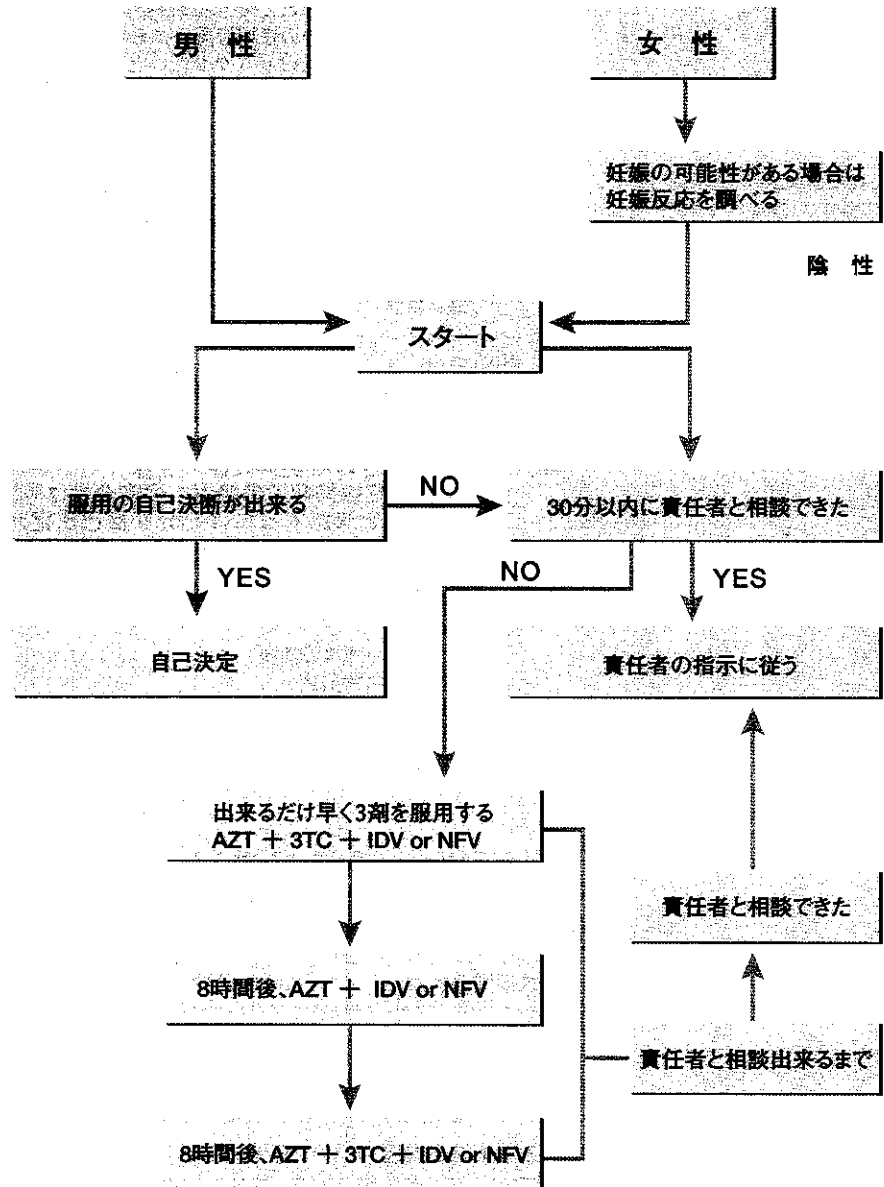 男 性
女 性
妊娠の可能性がある場合は
妊娠反応を調べる
陰 性
スタート
服用の自己決断が出来る
NO
30分以内に責任者と相談できた
YES
NO
YES
自己決定
責任者の指示に従う
出来るだけ早く3剤を服用する
AZT + 3TC + IDV or NFV
責任者と相談できた
8時間後、AZT + IDV or NFV
責任者と相談出来るまで
8時間後、AZT + 3TC + IDV or NFV